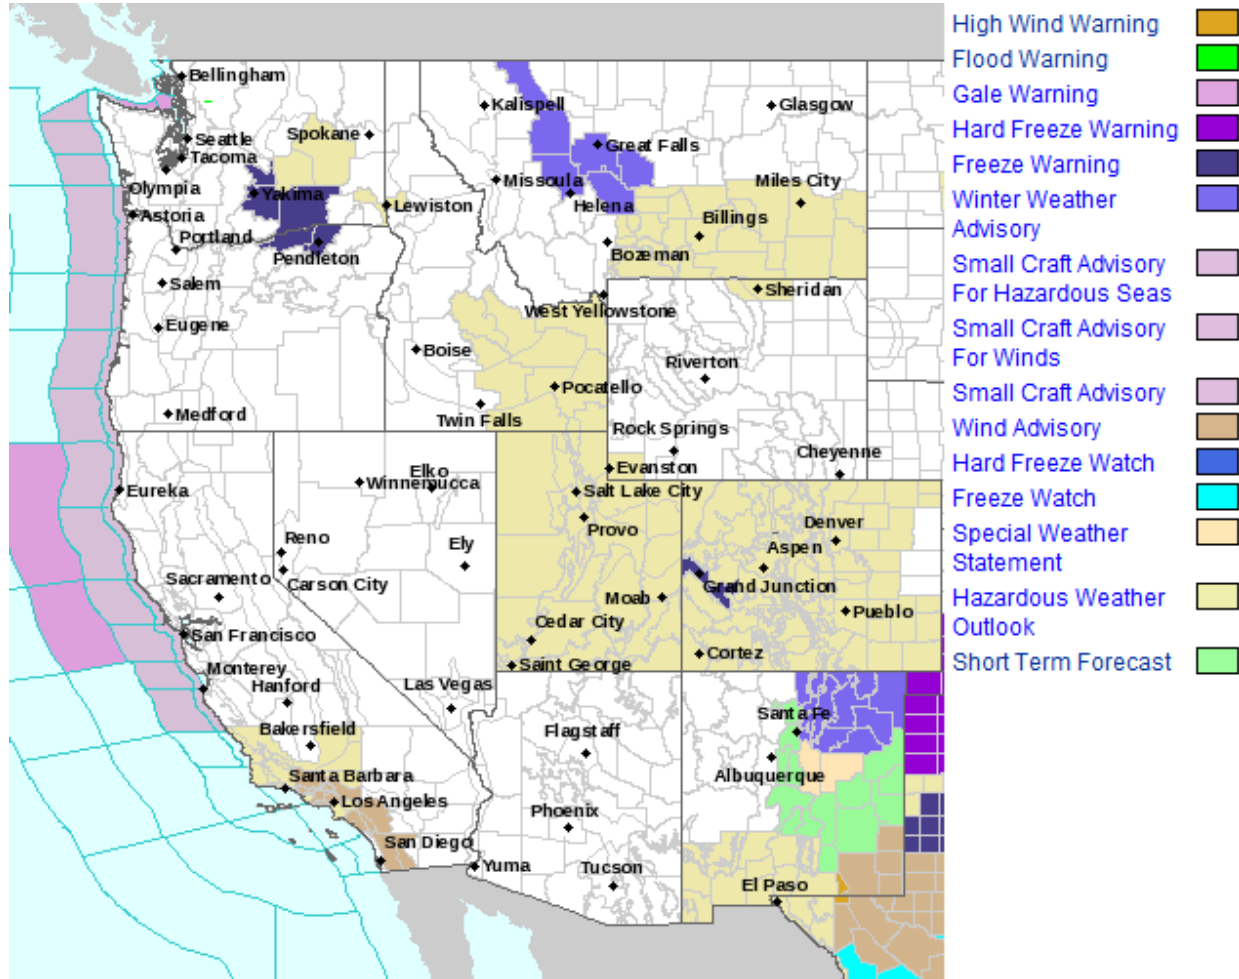 High Wind Warning
Flood Warning
Gale Warning
Hard Freeze Warning
Freeze Warning
Winter Weather
Advisory
Small Craft Advisory
For Hazardous Seas
Small Craft Advisory
For Winds
Small Craft Advisory
Wind Advisory
Hard Freeze Watch
Freeze Watch
Special Weather
Statement
Hazardous Weather
Outlook
Short Term Forecast
Bellingham
Kalispell
Glasgow
Seattle
Spokane
Great Falls
Tacoma
Olympia
Yakima
Missoula
Miles City
Helena
Lewiston
Astoria
Billings
Portland
Pendleton
Bozeman
Salem
Sheridan
West Yellowstone
Eugene
Boise
Riverton
Pocatello
Medford
Twin Falls
Rock Springs
Cheyenne
Elko
Evanston
Winnemucca
Eureka
Salt Lake City
Provo
Denver
Reno
Ely
Aspen
Sacramento
Carson City
Grand Junction
Moab
Pueblo
Cedar City
San Francisco
Cortez
Saint George
Monterey
Hanford
Las Vegas
Santa Fe
Bakersfield
Flagstaff
Albuquerque
Santa Barbara
Los Angeles
Phoenix
San Diego
Yuma
Tucson
El Paso